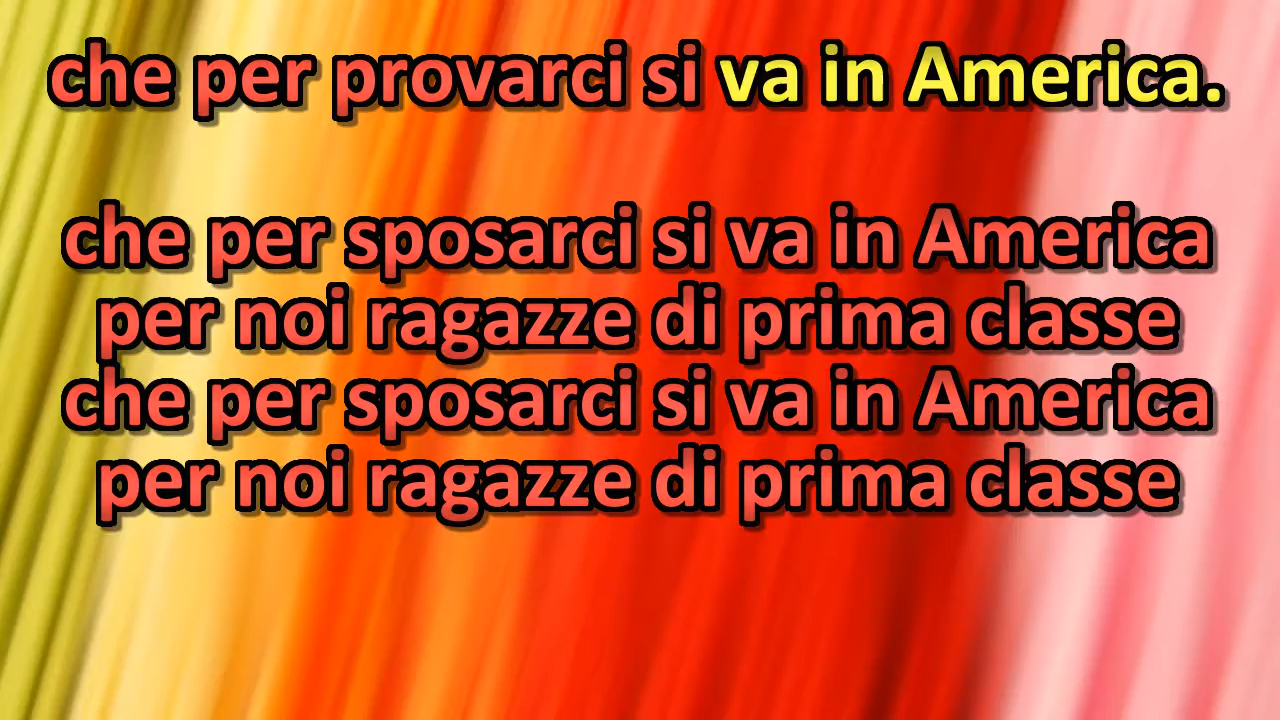 che per provarci si va in America.
che per sposarci si va in America
per noi ragazze di prima classe
che per sposarci si va in America
per noi ragazze di prima classe